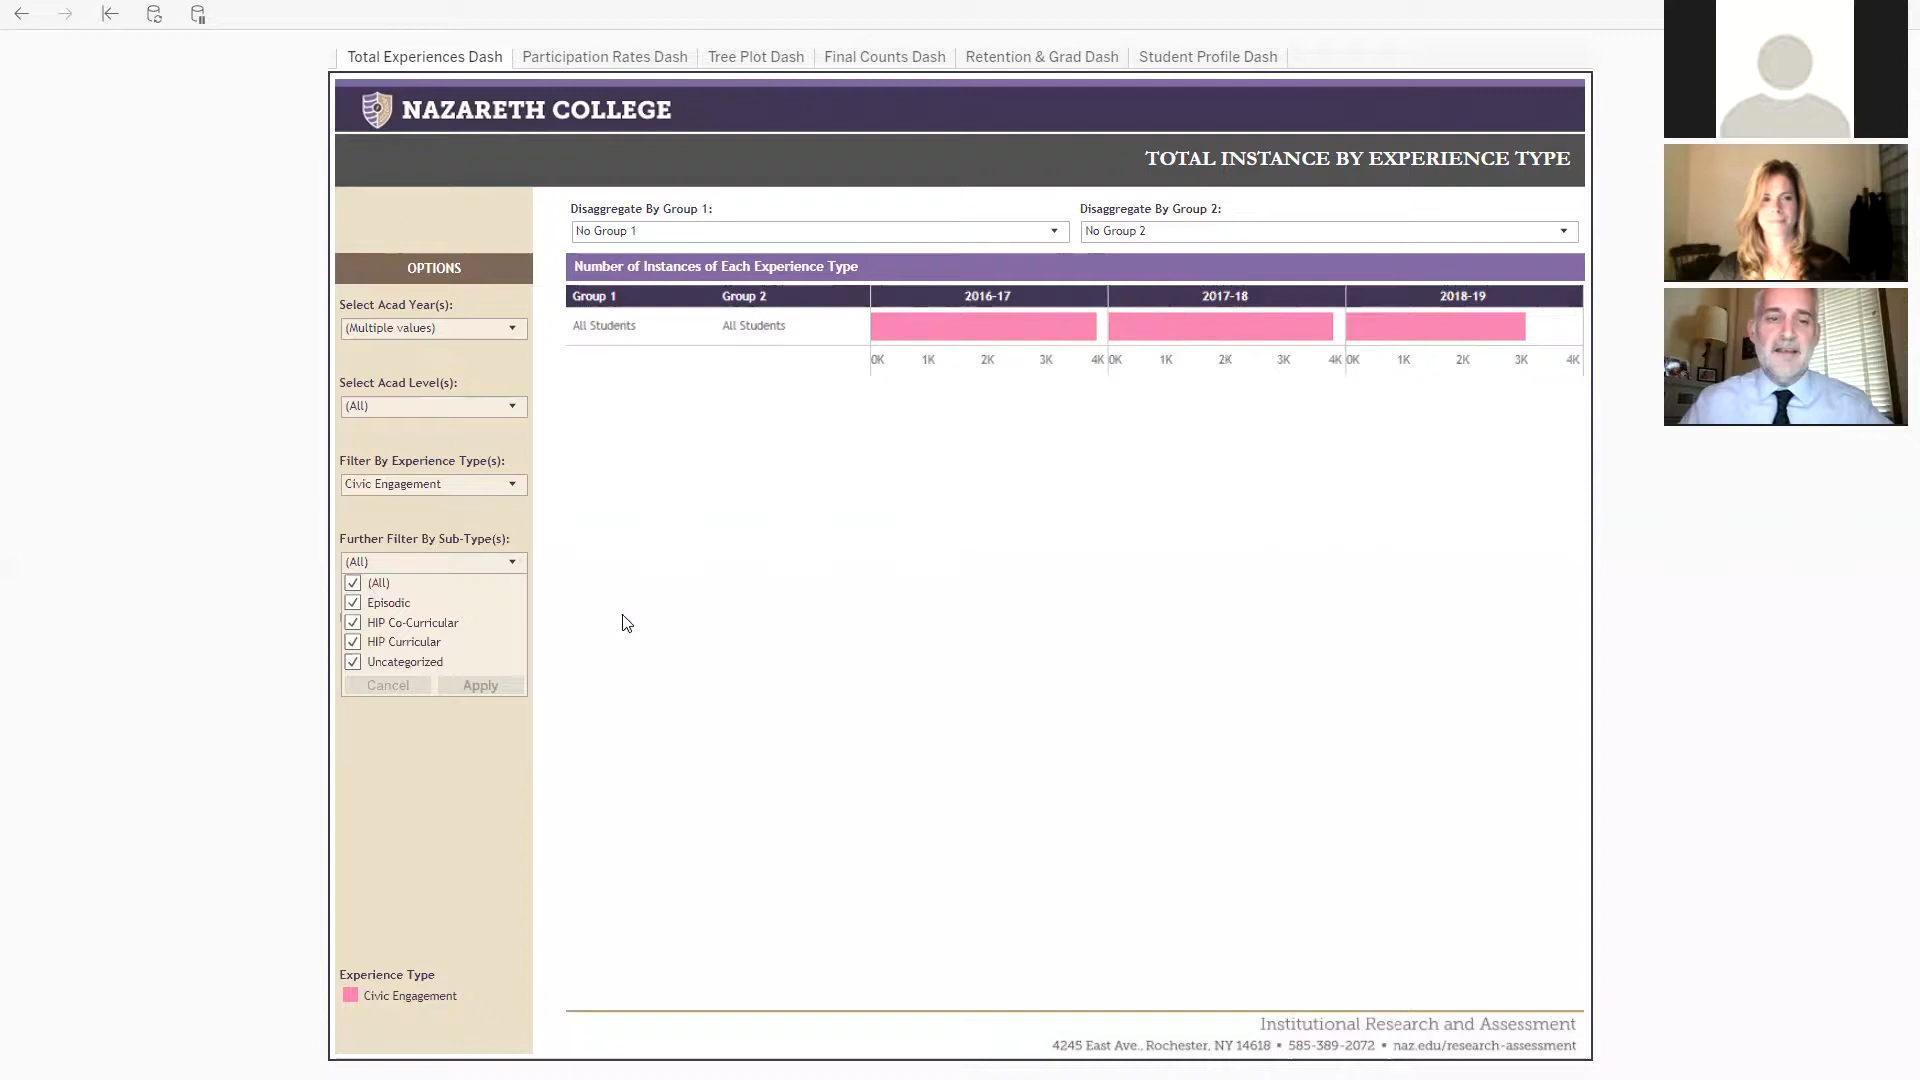 Total Experiences Dash
Participation Rates Dash
Tree Plot Dash
Final Counts Dash
Retention & Grad Dash
Student Profile Dash
NAZARETH COLLEGE
TOTAL INSTANCE BY EXPERIENCE TYPE
Disaggregate By Group 1:
No Group 1
Disaggregate By Group 2:
No Group 2
OPTIONS
Select Acad Year(s):
(Multiple values)
Select Acad Level(s):
(All)
Filter By Experience Type(s):
Civic Engagement
Further Filter By Sub-Type(s):
(All)
(All)
Episodic
HIP Co-Curricular
HIP Curricular
Uncategorized
Cancel
Apply
Number of Instances of Each Experience Type
Group 1
Group 2
2016-17
2017-18
2018-19
All Students
All Students
0K 1K 2K 3K 4K
0K 1K 2K 3K 4K
0K 1K 2K 3K 4K
Experience Type
Civic Engagement
Institutional Research and Assessment
4245 East Ave., Rochester, NY 14618 • 585-389-2072 • naz.edu/research-assessment